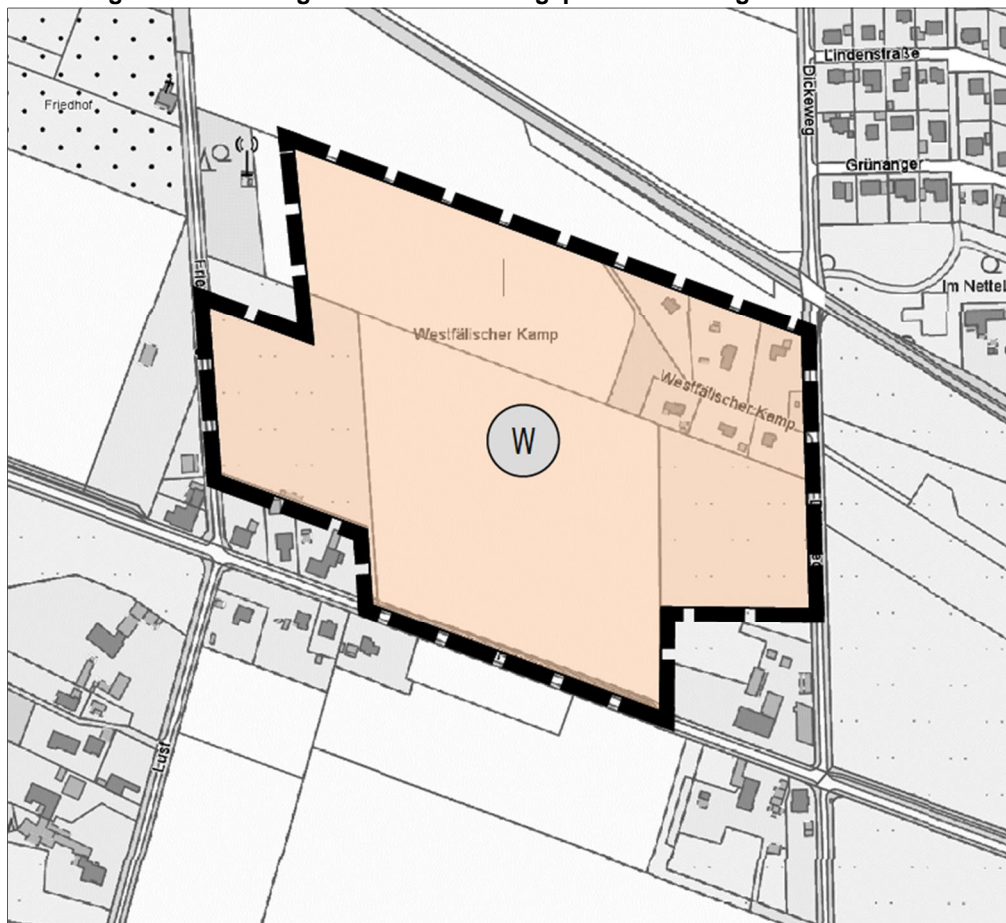 Lindenstraße
Dickeweg
Friedhof
Grünanger
Im Nettel
Westfälischer Kamp
Westfälischer Kamp
W
Lust